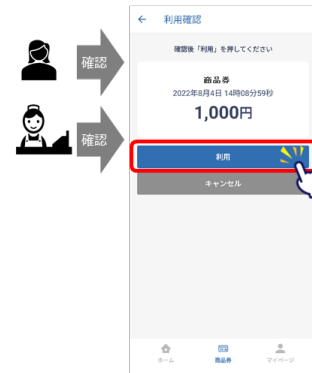 ← 利用確認
確認後「利用」を押してください
確認
商品券
2022年8月4日 14時08分59秒
1,000円
確認
利用
キャンセル
ホーム
商品券
マイページ